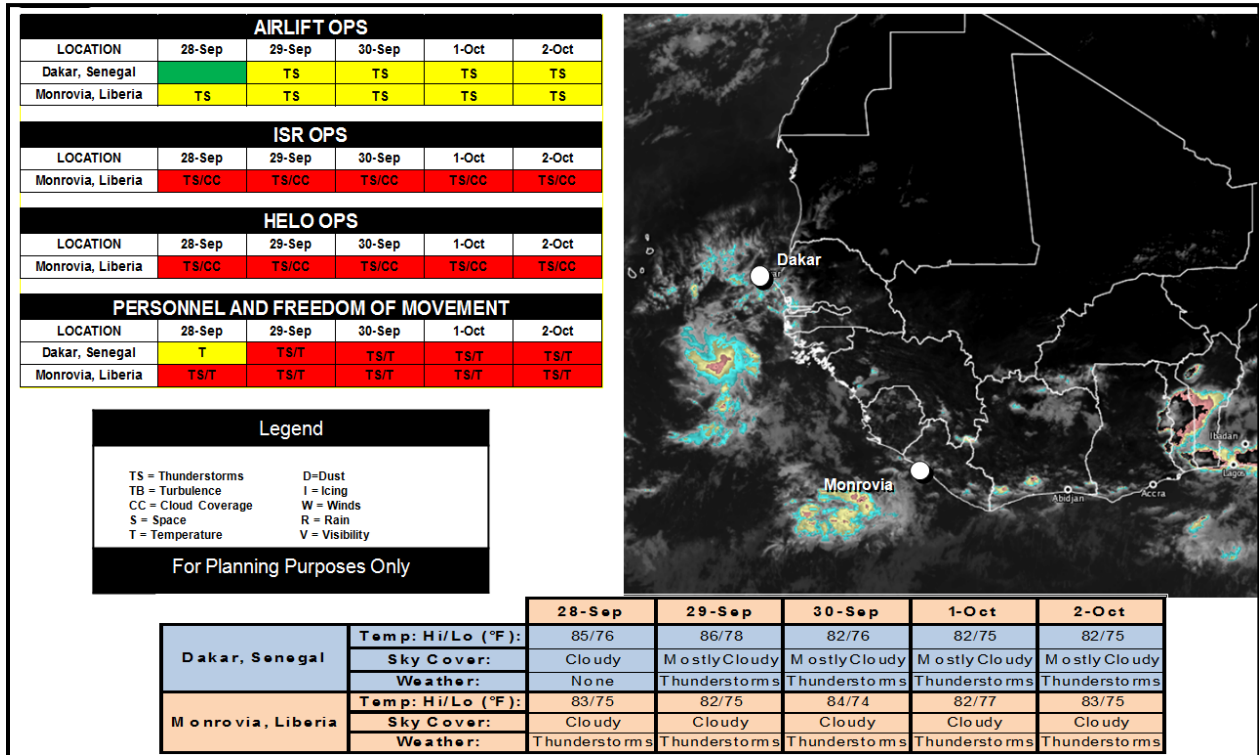 AIRLIFT OPS
LOCATION 28-Sep 29-Sep 30-Sep 1-Oct 2-Oct
Dakar, Senegal TS TS TS TS
Monrovia, Liberia TS TS TS TS TS
ISR OPS
LOCATION 28-Sep 29-Sep 30-Sep 1-Oct 2-Oct
Monrovia, Liberia TS/CC TS/CC TS/CC TS/CC TS/CC
HELO OPS
LOCATION 28-Sep 29-Sep 30-Sep 1-Oct 2-Oct
Monrovia, Liberia TS/CC TS/CC TS/CC TS/CC TS/CC
PERSONNEL AND FREEDOM OF MOVEMENT
LOCATION 28-Sep 29-Sep 30-Sep 1-Oct 2-Oct
Dakar, Senegal T TS/T TS/T TS/T TS/T
Monrovia, Liberia TS/T TS/T TS/T TS/T TS/T
Legend
TS = Thunderstorms D=Dust
TB = Turbulence I = Icing
CC = Cloud Coverage W = Winds
S = Space R = Rain
T = Temperature V = Visibility
For Planning Purposes Only
Dakar
Monrovia
Ibadan
Lagos
Accra
Abidjan
28-Sep 29-Sep 30-Sep 1-Oct 2-Oct
Dakar, Senegal
Temp: Hi/Lo (°F): 85/76 86/78 82/76 82/75 82/75
Sky Cover: Cloudy Mostly Cloudy Mostly Cloudy Mostly Cloudy Mostly Cloudy
Weather: None Thunderstorms Thunderstorms Thunderstorms Thunderstorms
Monrovia, Liberia
Temp: Hi/Lo (°F): 83/75 82/75 84/74 82/77 83/75
Sky Cover: Cloudy Cloudy Cloudy Cloudy Cloudy
Weather: Thunderstorms Thunderstorms Thunderstorms Thunderstorms Thunderstorms